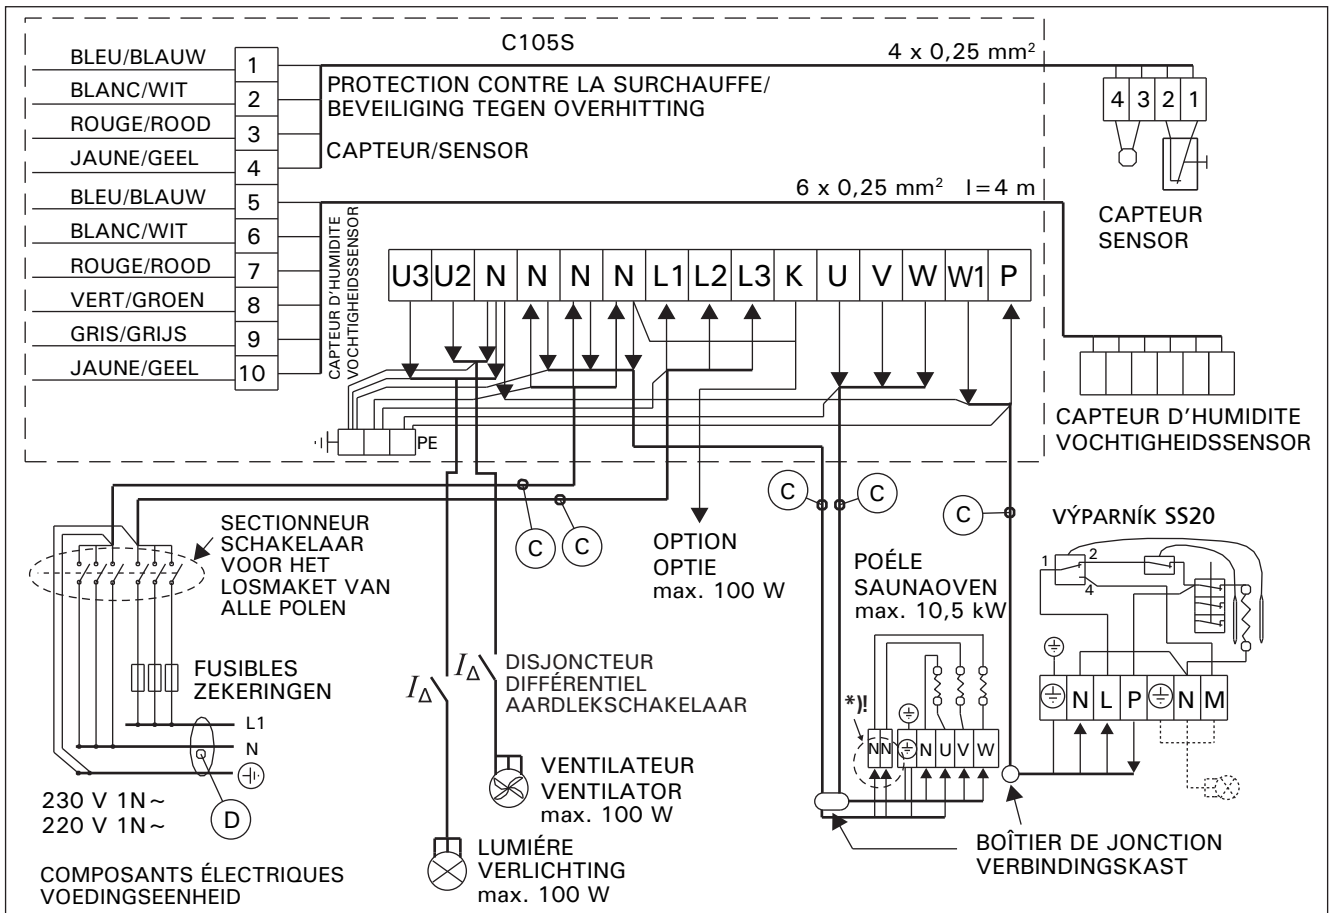 C105S
4 x 0,25 mm²
BLEU/BLAUW 1
BLANC/WIT 2
ROUGE/ROOD 3
JAUNE/GEEL 4
BLEU/BLAUW 5
BLANC/WIT 6
ROUGE/ROOD 7
VERT/GROEN 8
GRIS/GRIJS 9
JAUNE/GEEL 10
PROTECTION CONTRE LA SURCHAUFFE/
BEVEILIGING TEGEN OVERHITTING
CAPTEUR/SENSOR
4 3 2 1
CAPTEUR
SENSOR
6 x 0,25 mm² l=4 m
CAPTEUR D'HUMIDITE
VOCHTIGHEIDSSENSOR
U3 U2 N N N N L1 L2 L3 K U V W W1 P
PE
CAPTEUR D'HUMIDITE
VOCHTIGHEIDSSENSOR
C
C
C
C
C
SECTIONNEUR
SCHAKELAAR
VOOR HET
LOSMAKET VAN
ALLE POLEN
OPTION
OPTIE
max. 100 W
POÉLE
SAUNAOVEN
max. 10,5 kW
VÝPARNÍK SS20
1 2
4
FUSIBLES
ZEKERINGEN
L1
N
D
230 V 1N~
220 V 1N~
COMPOSANTS ÉLECTRIQUES
VOEDINGSEENHEID
I∆
I∆
DISJONCTEUR
DIFFÉRENTIEL
AARDLEKSCHAKELAAR
VENTILATEUR
VENTILATOR
max. 100 W
LUMIÉRE
VERLICHTING
max. 100 W
*)!
N N N U V W
N L P N M
BOÎTIER DE JONCTION
VERBINDINGSKAST